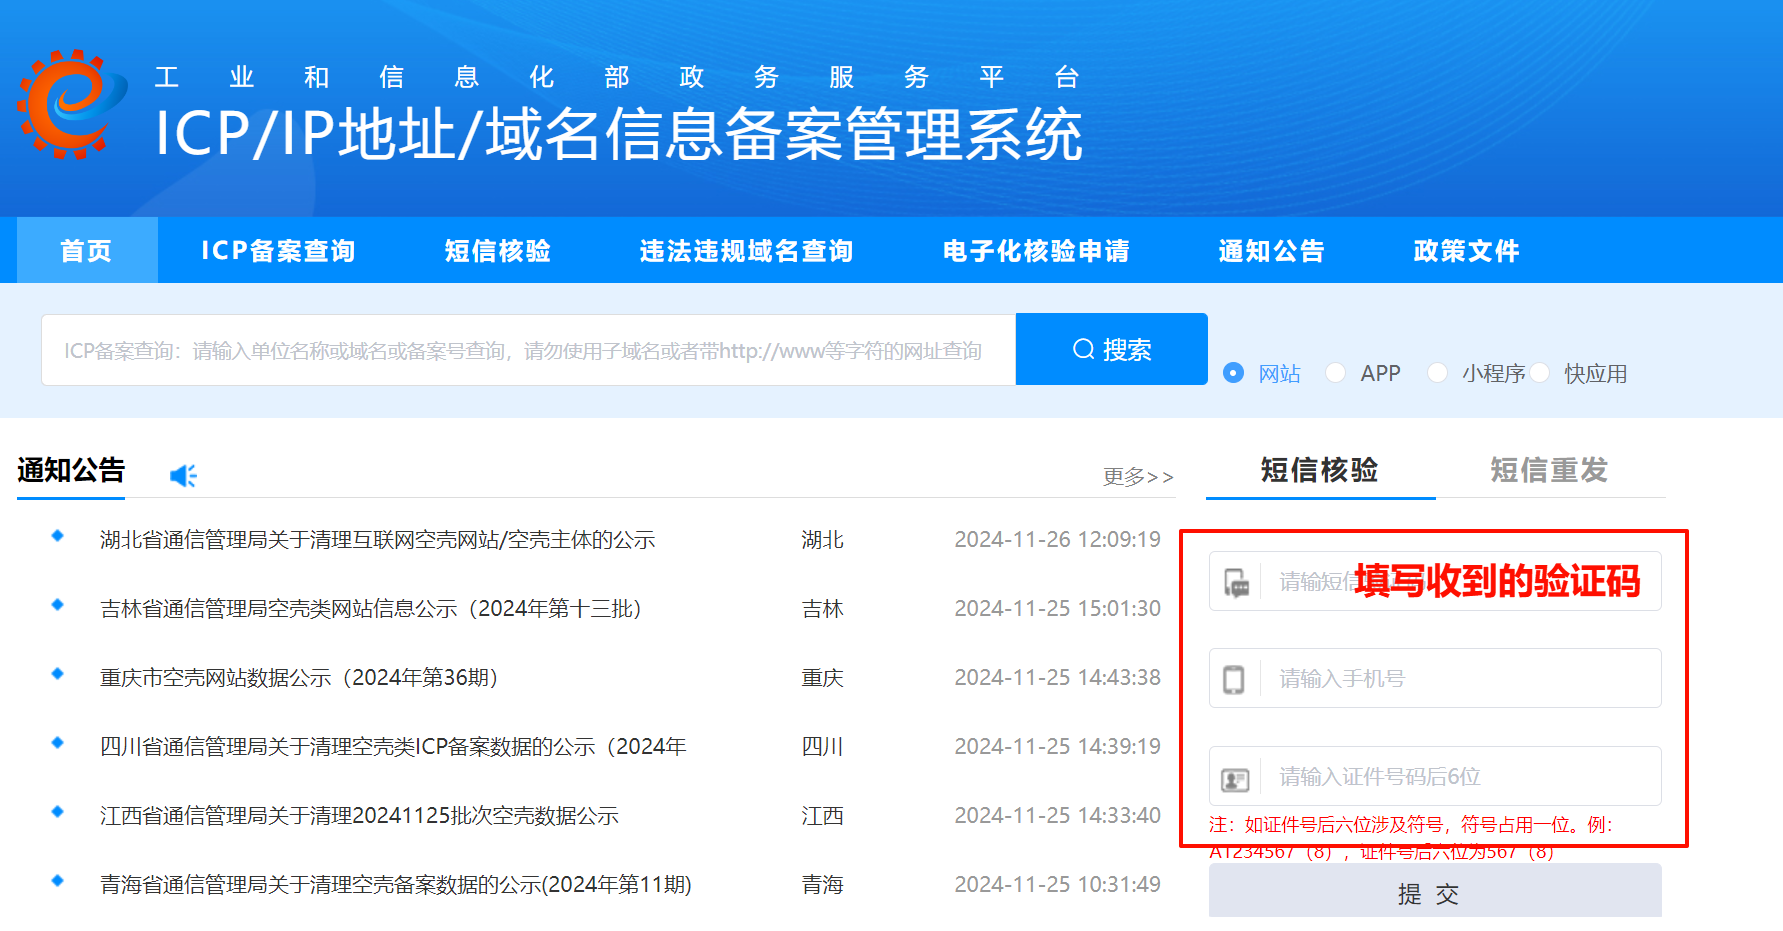 工业和信息化部政务服务平台
ICP/IP地址/域名信息备案管理系统
首页 ICP备案查询 短信核验 违法违规域名查询 电子化核验申请 通知公告 政策文件
ICP备案查询：请输入单位名称或域名或备案号查询，请勿使用子域名或者带http://www等字符的网址查询
搜索
网站 APP 小程序 快应用
通知公告 更多>>
湖北省通信管理局关于清理互联网空壳网站/空壳主体的公示 湖北 2024-11-26 12:09:19
吉林省通信管理局空壳类网站信息公示（2024年第十三批） 吉林 2024-11-25 15:01:30
重庆市空壳网站数据公示（2024年第36期） 重庆 2024-11-25 14:43:38
四川省通信管理局关于清理空壳类ICP备案数据的公示（2024年 四川 2024-11-25 14:39:19
江西省通信管理局关于清理20241125批次空壳数据公示 江西 2024-11-25 14:33:40
青海省通信管理局关于清理空壳备案数据的公示(2024年第11期) 青海 2024-11-25 10:31:49
短信核验 短信重发
请输短信
填写收到的验证码
请输入手机号
请输入证件号码后6位
注：如证件号后六位涉及符号，符号占用一位。例：
A1234567（8），证件号后六位为567（8）
提 交